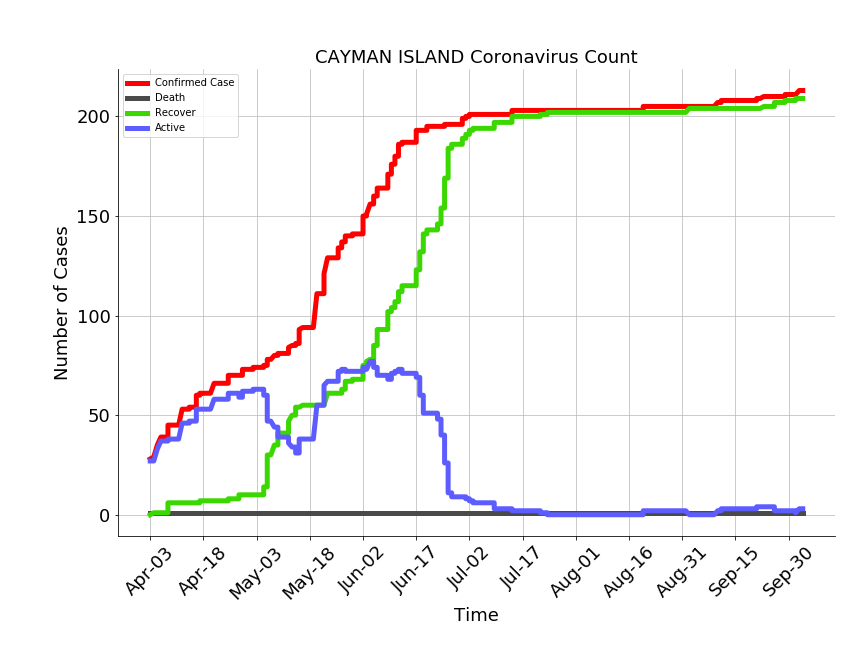 CAYMAN ISLAND Coronavirus Count
Confirmed Case
Death
Recover
Active
Number of Cases
200
150
100
50
0
Apr-03
Apr-18
May-03
May-18
Jun-02
Jun-17
Jul-02
Jul-17
Aug-01
Aug-16
Aug-31
Sep-15
Sep-30
Time